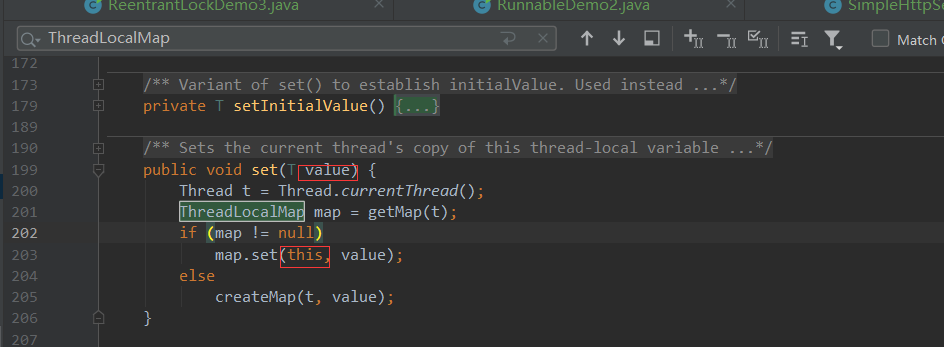 ReentrantLockDemo3.java × RunnableDemo2.java × SimpleHttpSe
ThreadLocalMap × Match
172
173 /** Variant of set() to establish initialValue. Used instead ...*/
179 private T setInitialValue() {...}
189
190 /** Sets the current thread's copy of this thread-local variable ...*/
199 public void set(T value) {
200 Thread t = Thread.currentThread();
201 ThreadLocalMap map = getMap(t);
202 if (map != null)
203 map.set(this, value);
204 else
205 createMap(t, value);
206 }
207